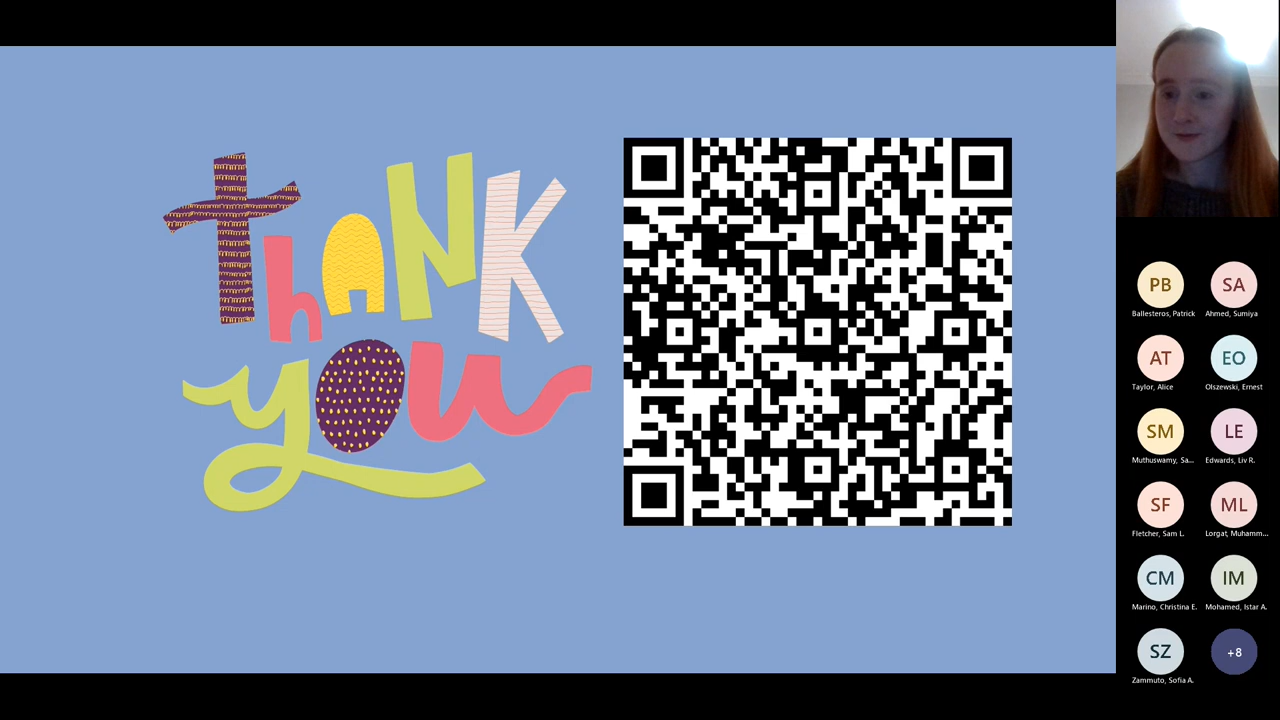 ThANK
you
PB
SA
Ballesteros, Patrick
Ahmed, Sumiya
AT
EO
Taylor, Alice
Olszewski, Ernest
SM
LE
Muthuswamy, Sa...
Edwards, Liv R.
SF
ML
Fletcher, Sam L.
Lorgat, Muhamm...
CM
IM
Marino, Christina E.
Mohamed, Istar A.
SZ
+8
Zammuto, Sofia A.